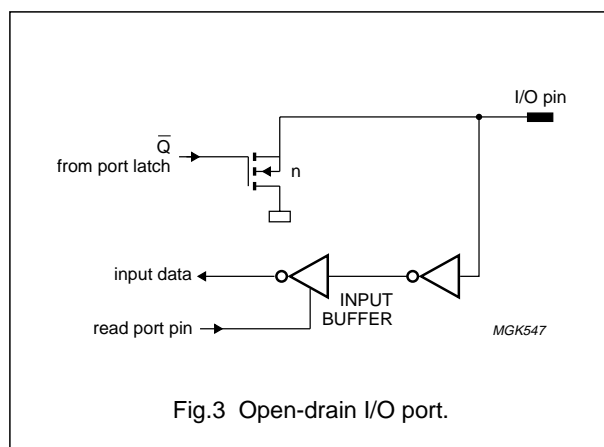 I/O pin
Q̅
from port latch
n
input data
INPUT
BUFFER
read port pin
MGK547
Fig.3 Open-drain I/O port.